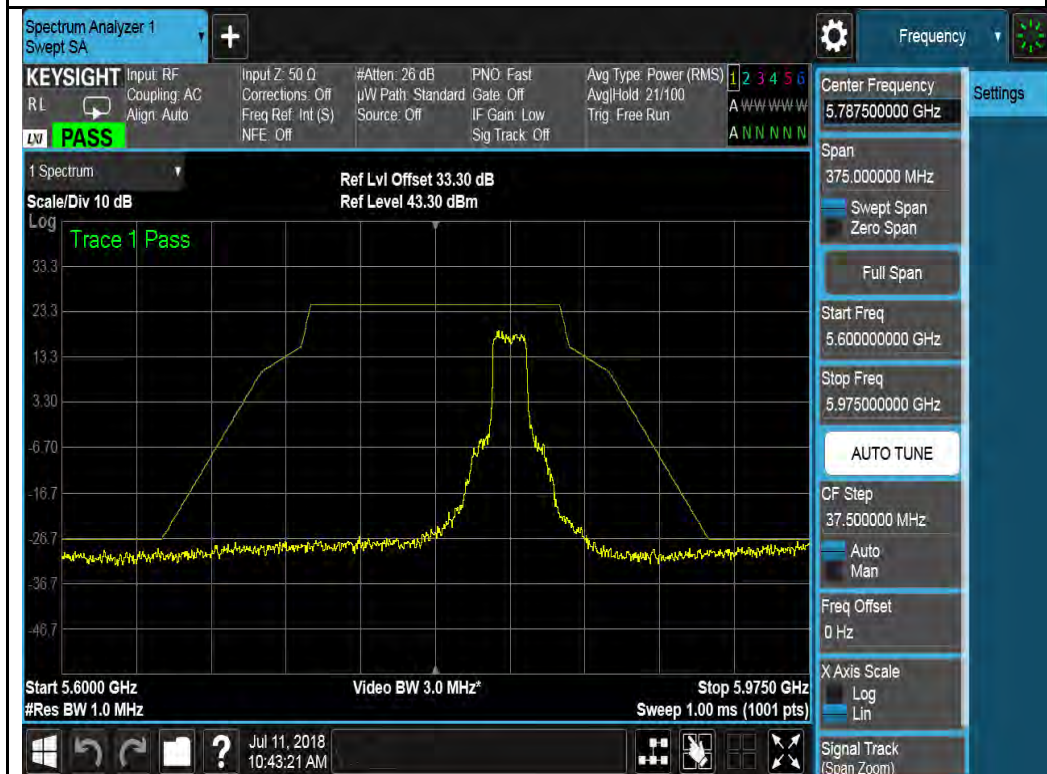 Spectrum Analyzer 1
Swept SA
+
Frequency
KEYSIGHT
RL
LXI
PASS
Input: RF
Coupling: AC
Align: Auto
Input Z: 50 Ω
Corrections: Off
Freq Ref: Int (S)
NFE: Off
#Atten: 26 dB
µW Path: Standard
Source: Off
PNO: Fast
Gate: Off
IF Gain: Low
Sig Track: Off
Avg Type: Power (RMS)
Avg|Hold: 21/100
Trig: Free Run
1 2 3 4 5 6
A W W W W W
A N N N N N
Center Frequency
5.787500000 GHz
Settings
Span
375.000000 MHz
Swept Span
Zero Span
Full Span
Start Freq
5.600000000 GHz
Stop Freq
5.975000000 GHz
AUTO TUNE
CF Step
37.500000 MHz
Auto
Man
Freq Offset
0 Hz
X Axis Scale
Log
Lin
Signal Track
(Span Zoom)
1 Spectrum
Scale/Div 10 dB
Ref Lvl Offset 33.30 dB
Ref Level 43.30 dBm
Log
Trace 1 Pass
33.3
23.3
13.3
3.30
-6.70
-16.7
-26.7
-36.7
-46.7
Start 5.6000 GHz
#Res BW 1.0 MHz
Video BW 3.0 MHz*
Stop 5.9750 GHz
Sweep 1.00 ms (1001 pts)
?
Jul 11, 2018
10:43:21 AM